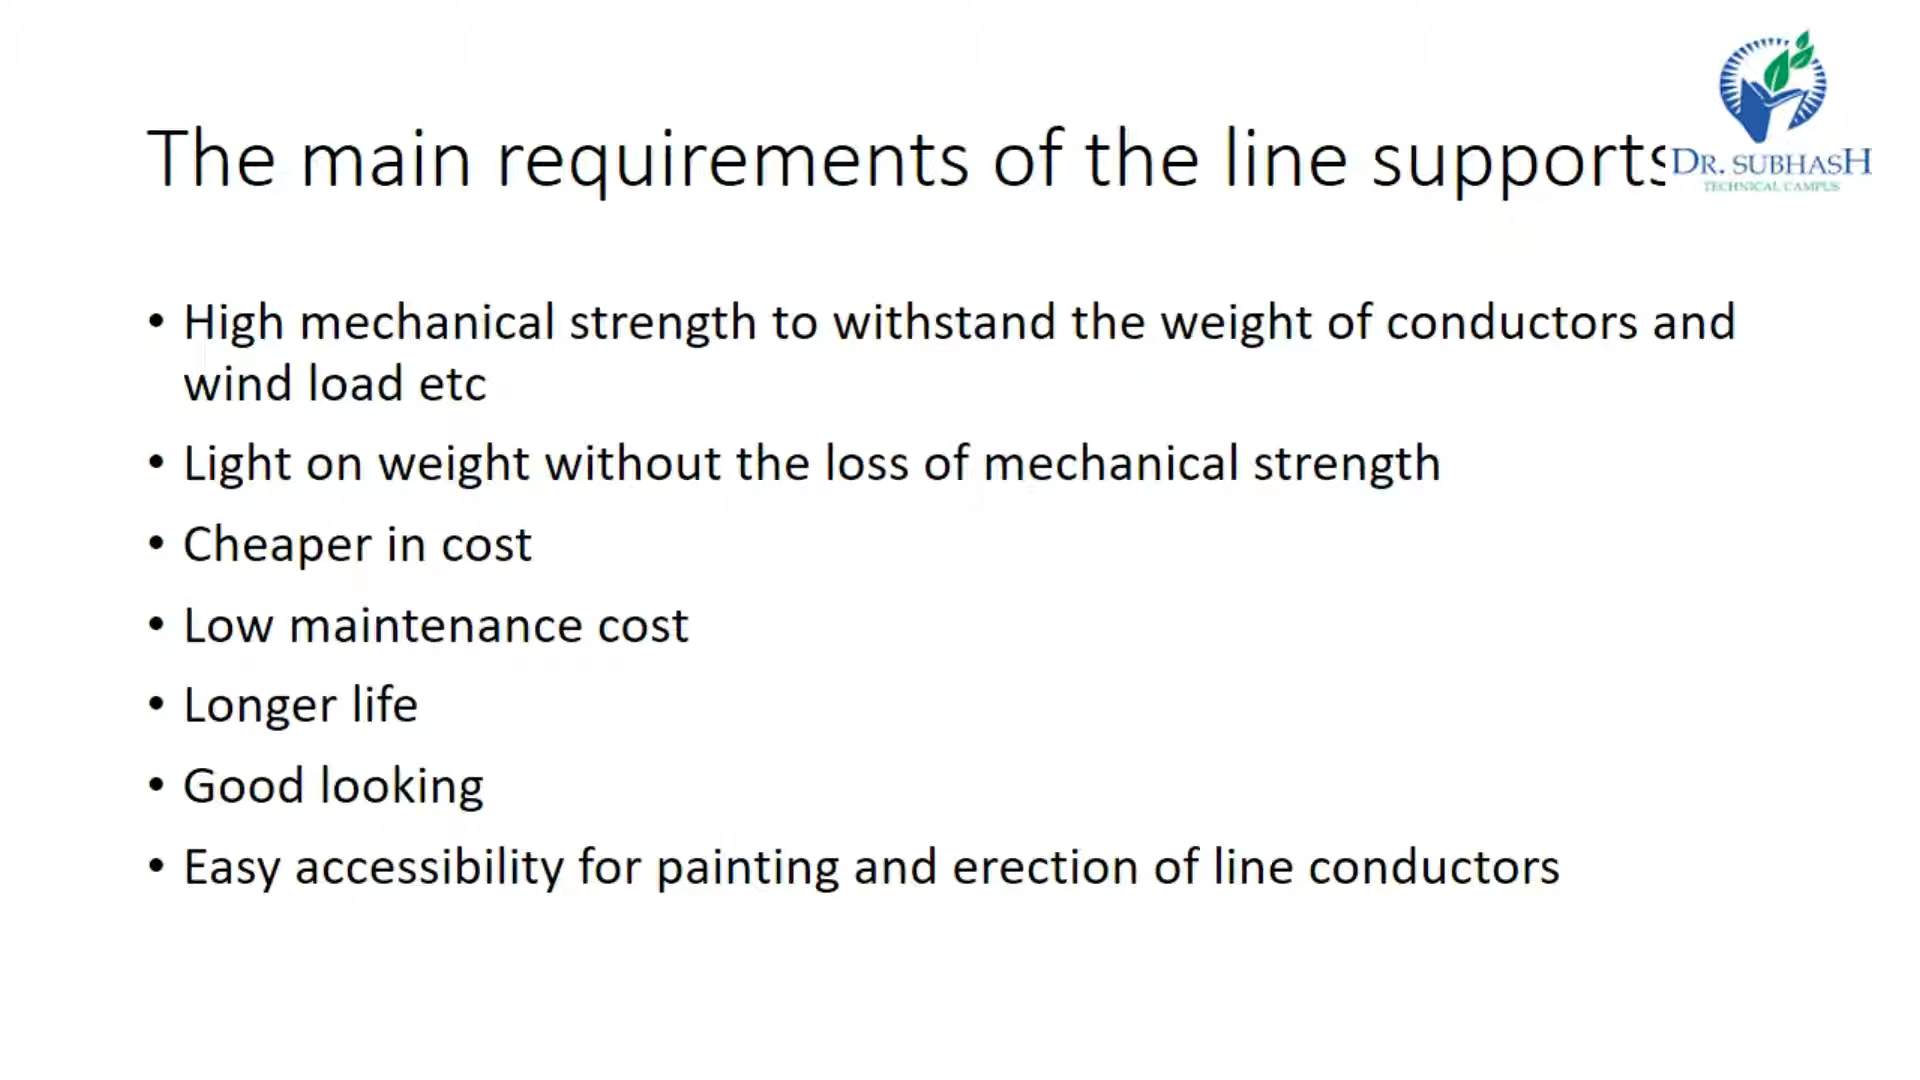 The main requirements of the line supports
DR. SUBHASH
TECHNICAL CAMPUS
• High mechanical strength to withstand the weight of conductors and
wind load etc
• Light on weight without the loss of mechanical strength
• Cheaper in cost
• Low maintenance cost
• Longer life
• Good looking
• Easy accessibility for painting and erection of line conductors